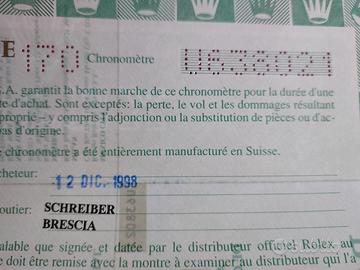 E 170 Chronomètre U638021
.A. garantit la bonne marche de ce chronomètre pour la durée d'une
te d'achat. Sont exceptés: la perte, le vol et les dommages résultant
proprié – y compris l'adjonction ou la substitution de pièces ou d'ac-
as d'origine.
e chronomètre a été entièrement manufacturé en Suisse.
cheteur:
12 DIC. 1998
outier: SCHREIBER
BRESCIA
alable que signée et datée par le distributeur officiel Rolex au
e doit être remise avec la montre à examiner au distributeur qui l'a